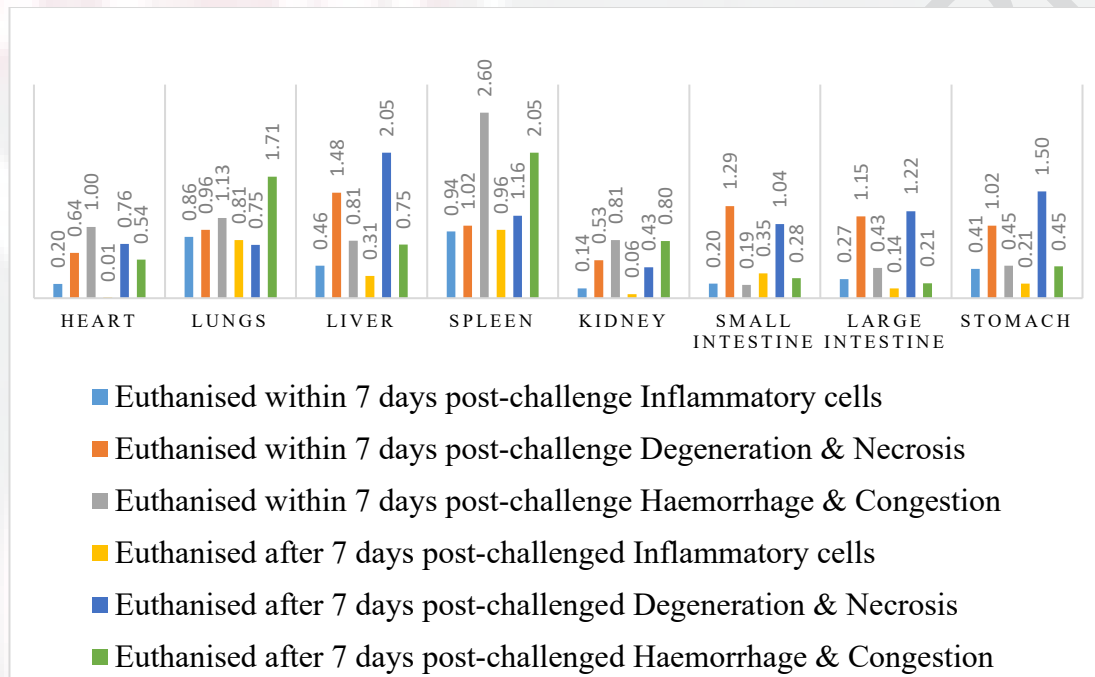 0.20 0.64 1.00 0.01 0.76 0.54
0.86 0.96 1.13 0.81 0.75 1.71
0.46 1.48 0.81 0.31 2.05 0.75
0.94 1.02 2.60 0.96 1.16 2.05
0.14 0.53 0.81 0.06 0.43 0.80
0.20 1.29 0.19 0.35 1.04 0.28
0.27 1.15 0.43 0.14 1.22 0.21
0.41 1.02 0.45 0.21 1.50 0.45
HEART
LUNGS
LIVER
SPLEEN
KIDNEY
SMALL
INTESTINE
LARGE
INTESTINE
STOMACH
Euthanised within 7 days post-challenge Inflammatory cells
Euthanised within 7 days post-challenge Degeneration & Necrosis
Euthanised within 7 days post-challenge Haemorrhage & Congestion
Euthanised after 7 days post-challenged Inflammatory cells
Euthanised after 7 days post-challenged Degeneration & Necrosis
Euthanised after 7 days post-challenged Haemorrhage & Congestion